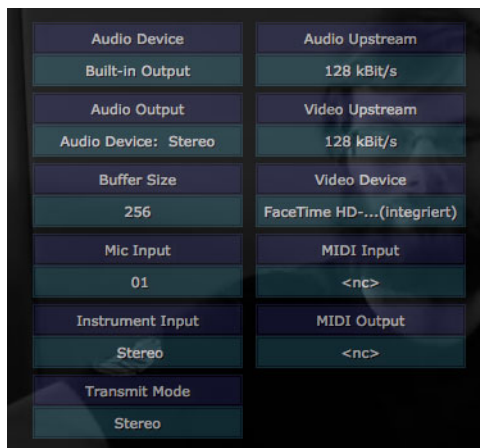 Audio Device
Built-in Output
Audio Output
Audio Device: Stereo
Buffer Size
256
Mic Input
01
Instrument Input
Stereo
Transmit Mode
Stereo
Audio Upstream
128 kBit/s
Video Upstream
128 kBit/s
Video Device
FaceTime HD-...(integriert)
MIDI Input
<nc>
MIDI Output
<nc>